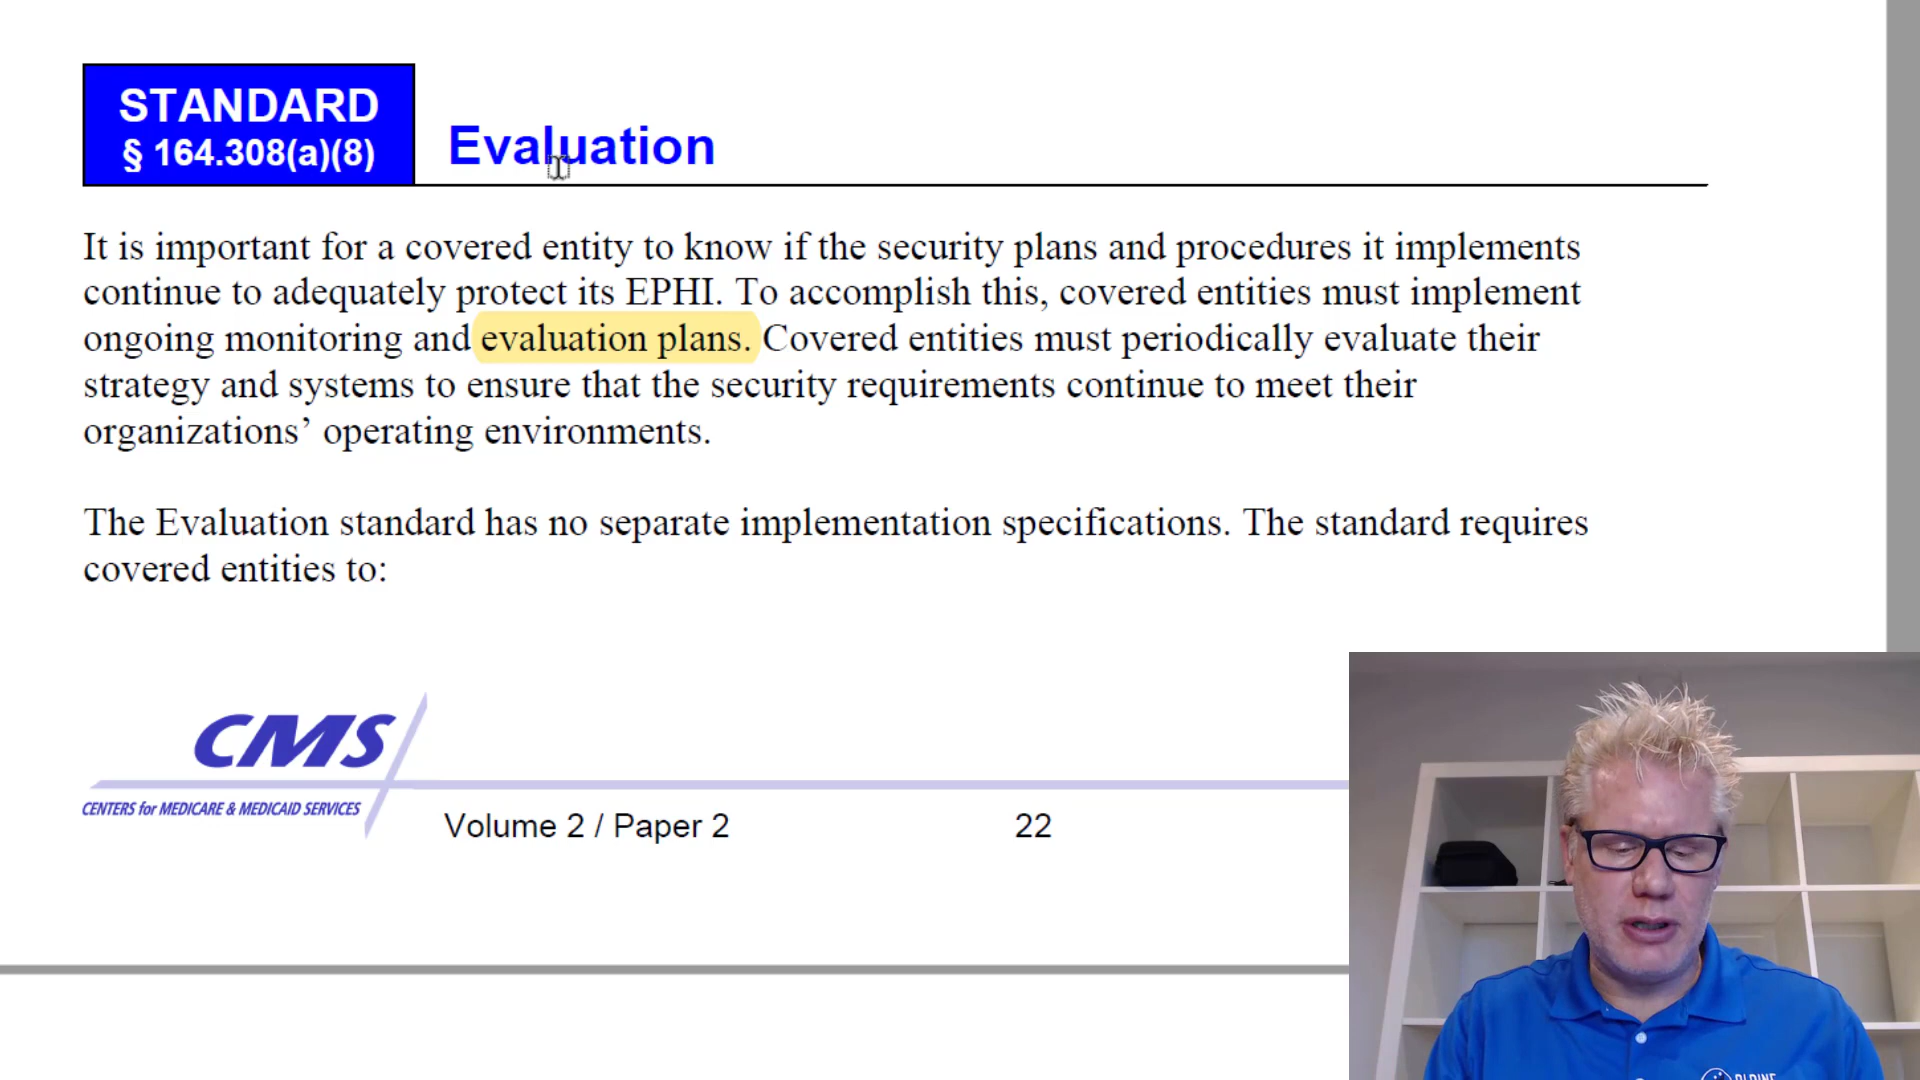 STANDARD
§ 164.308(a)(8)
Evaluation
It is important for a covered entity to know if the security plans and procedures it implements
continue to adequately protect its EPHI. To accomplish this, covered entities must implement
ongoing monitoring and evaluation plans. Covered entities must periodically evaluate their
strategy and systems to ensure that the security requirements continue to meet their
organizations’ operating environments.
The Evaluation standard has no separate implementation specifications. The standard requires
covered entities to:
CMS
CENTERS for MEDICARE & MEDICAID SERVICES
Volume 2 / Paper 2 22